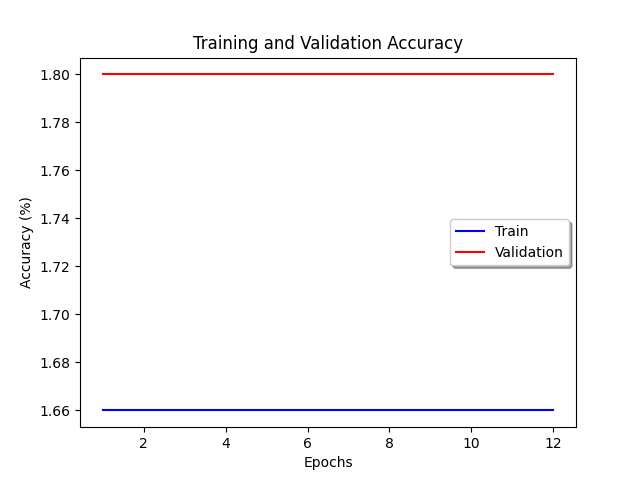 Training and Validation Accuracy
Accuracy (%)
1.80
1.78
1.76
1.74
1.72
1.70
1.68
1.66
Train
Validation
2 4 6 8 10 12
Epochs